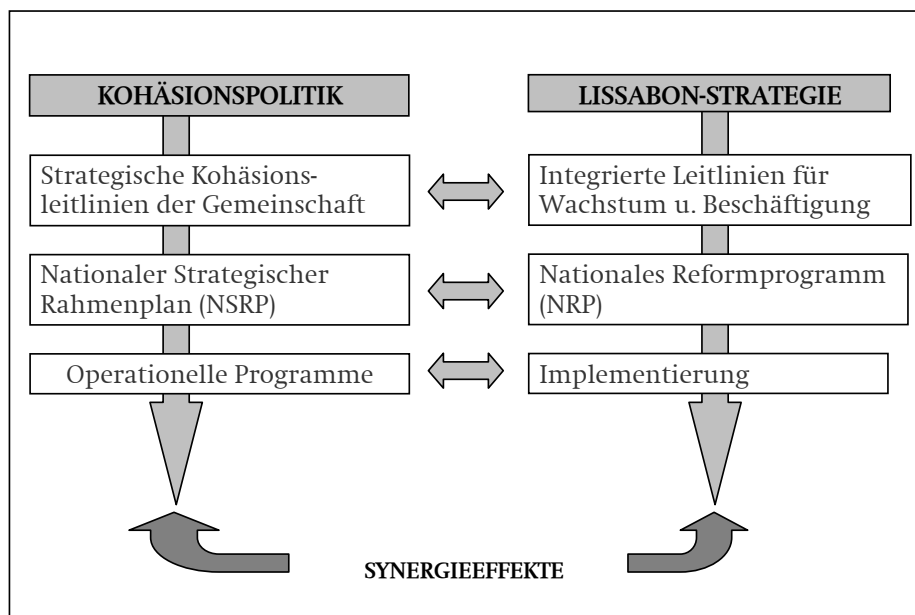 KOHÄSIONSPOLITIK
LISSABON-STRATEGIE
Strategische Kohäsions-
leitlinien der Gemeinschaft
Integrierte Leitlinien für
Wachstum u. Beschäftigung
Nationaler Strategischer
Rahmenplan (NSRP)
Nationales Reformprogramm
(NRP)
Operationelle Programme
Implementierung
SYNERGIEEFFEKTE